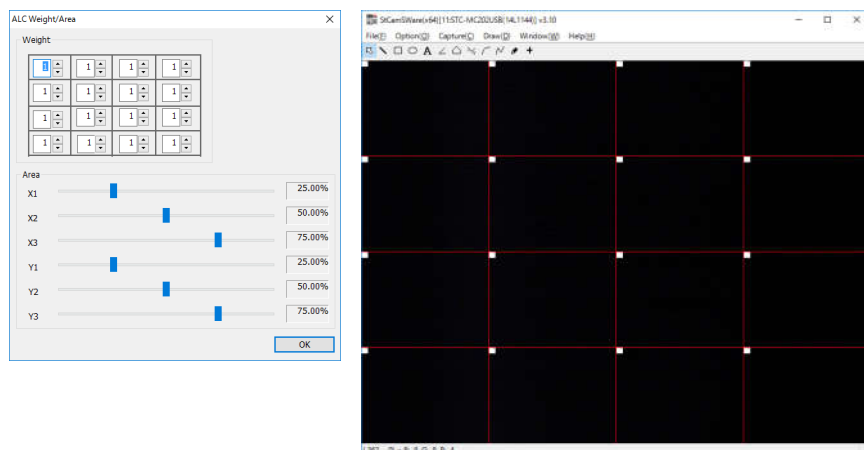 ALC Weight/Area
Weight
1 1 1 1
1 1 1 1
1 1 1 1
1 1 1 1
Area
X1 25.00%
X2 50.00%
X3 75.00%
Y1 25.00%
Y2 50.00%
Y3 75.00%
OK
StCamSWare(x64)[11:STC-MC202USB(14L1144)] v3.10
File(F) Option(O) Capture(C) Draw(D) Window(W) Help(H)
A